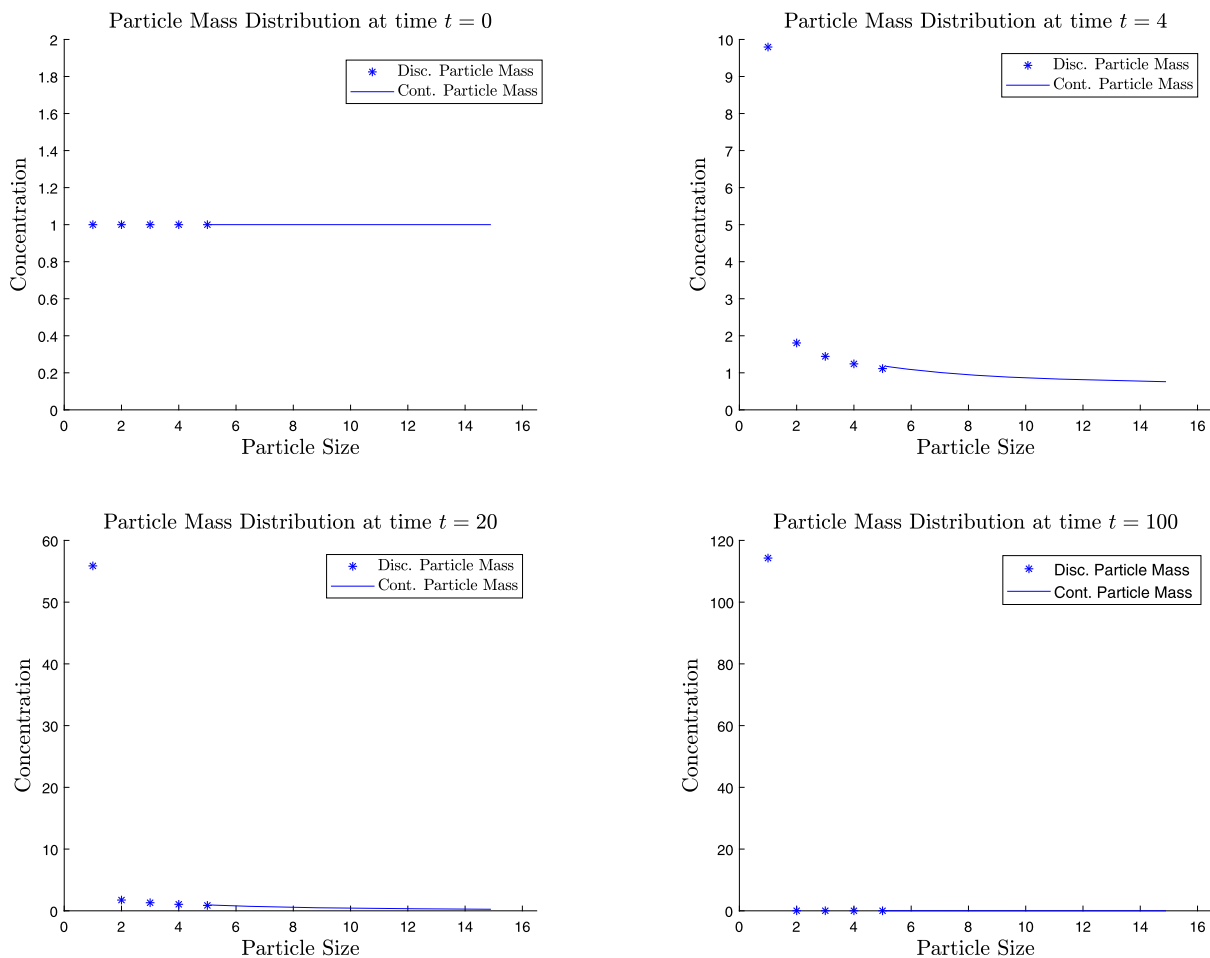 Particle Mass Distribution at time t = 0
2
1.8
1.6
1.4
1.2
1
0.8
0.6
0.4
0.2
0
Concentration
Disc. Particle Mass
Cont. Particle Mass
0 2 4 6 8 10 12 14 16
Particle Size
Particle Mass Distribution at time t = 4
10
9
8
7
6
5
4
3
2
1
0
Concentration
Disc. Particle Mass
Cont. Particle Mass
0 2 4 6 8 10 12 14 16
Particle Size
Particle Mass Distribution at time t = 20
60
50
40
30
20
10
0
Concentration
Disc. Particle Mass
Cont. Particle Mass
0 2 4 6 8 10 12 14 16
Particle Size
Particle Mass Distribution at time t = 100
120
100
80
60
40
20
0
Concentration
Disc. Particle Mass
Cont. Particle Mass
0 2 4 6 8 10 12 14 16
Particle Size